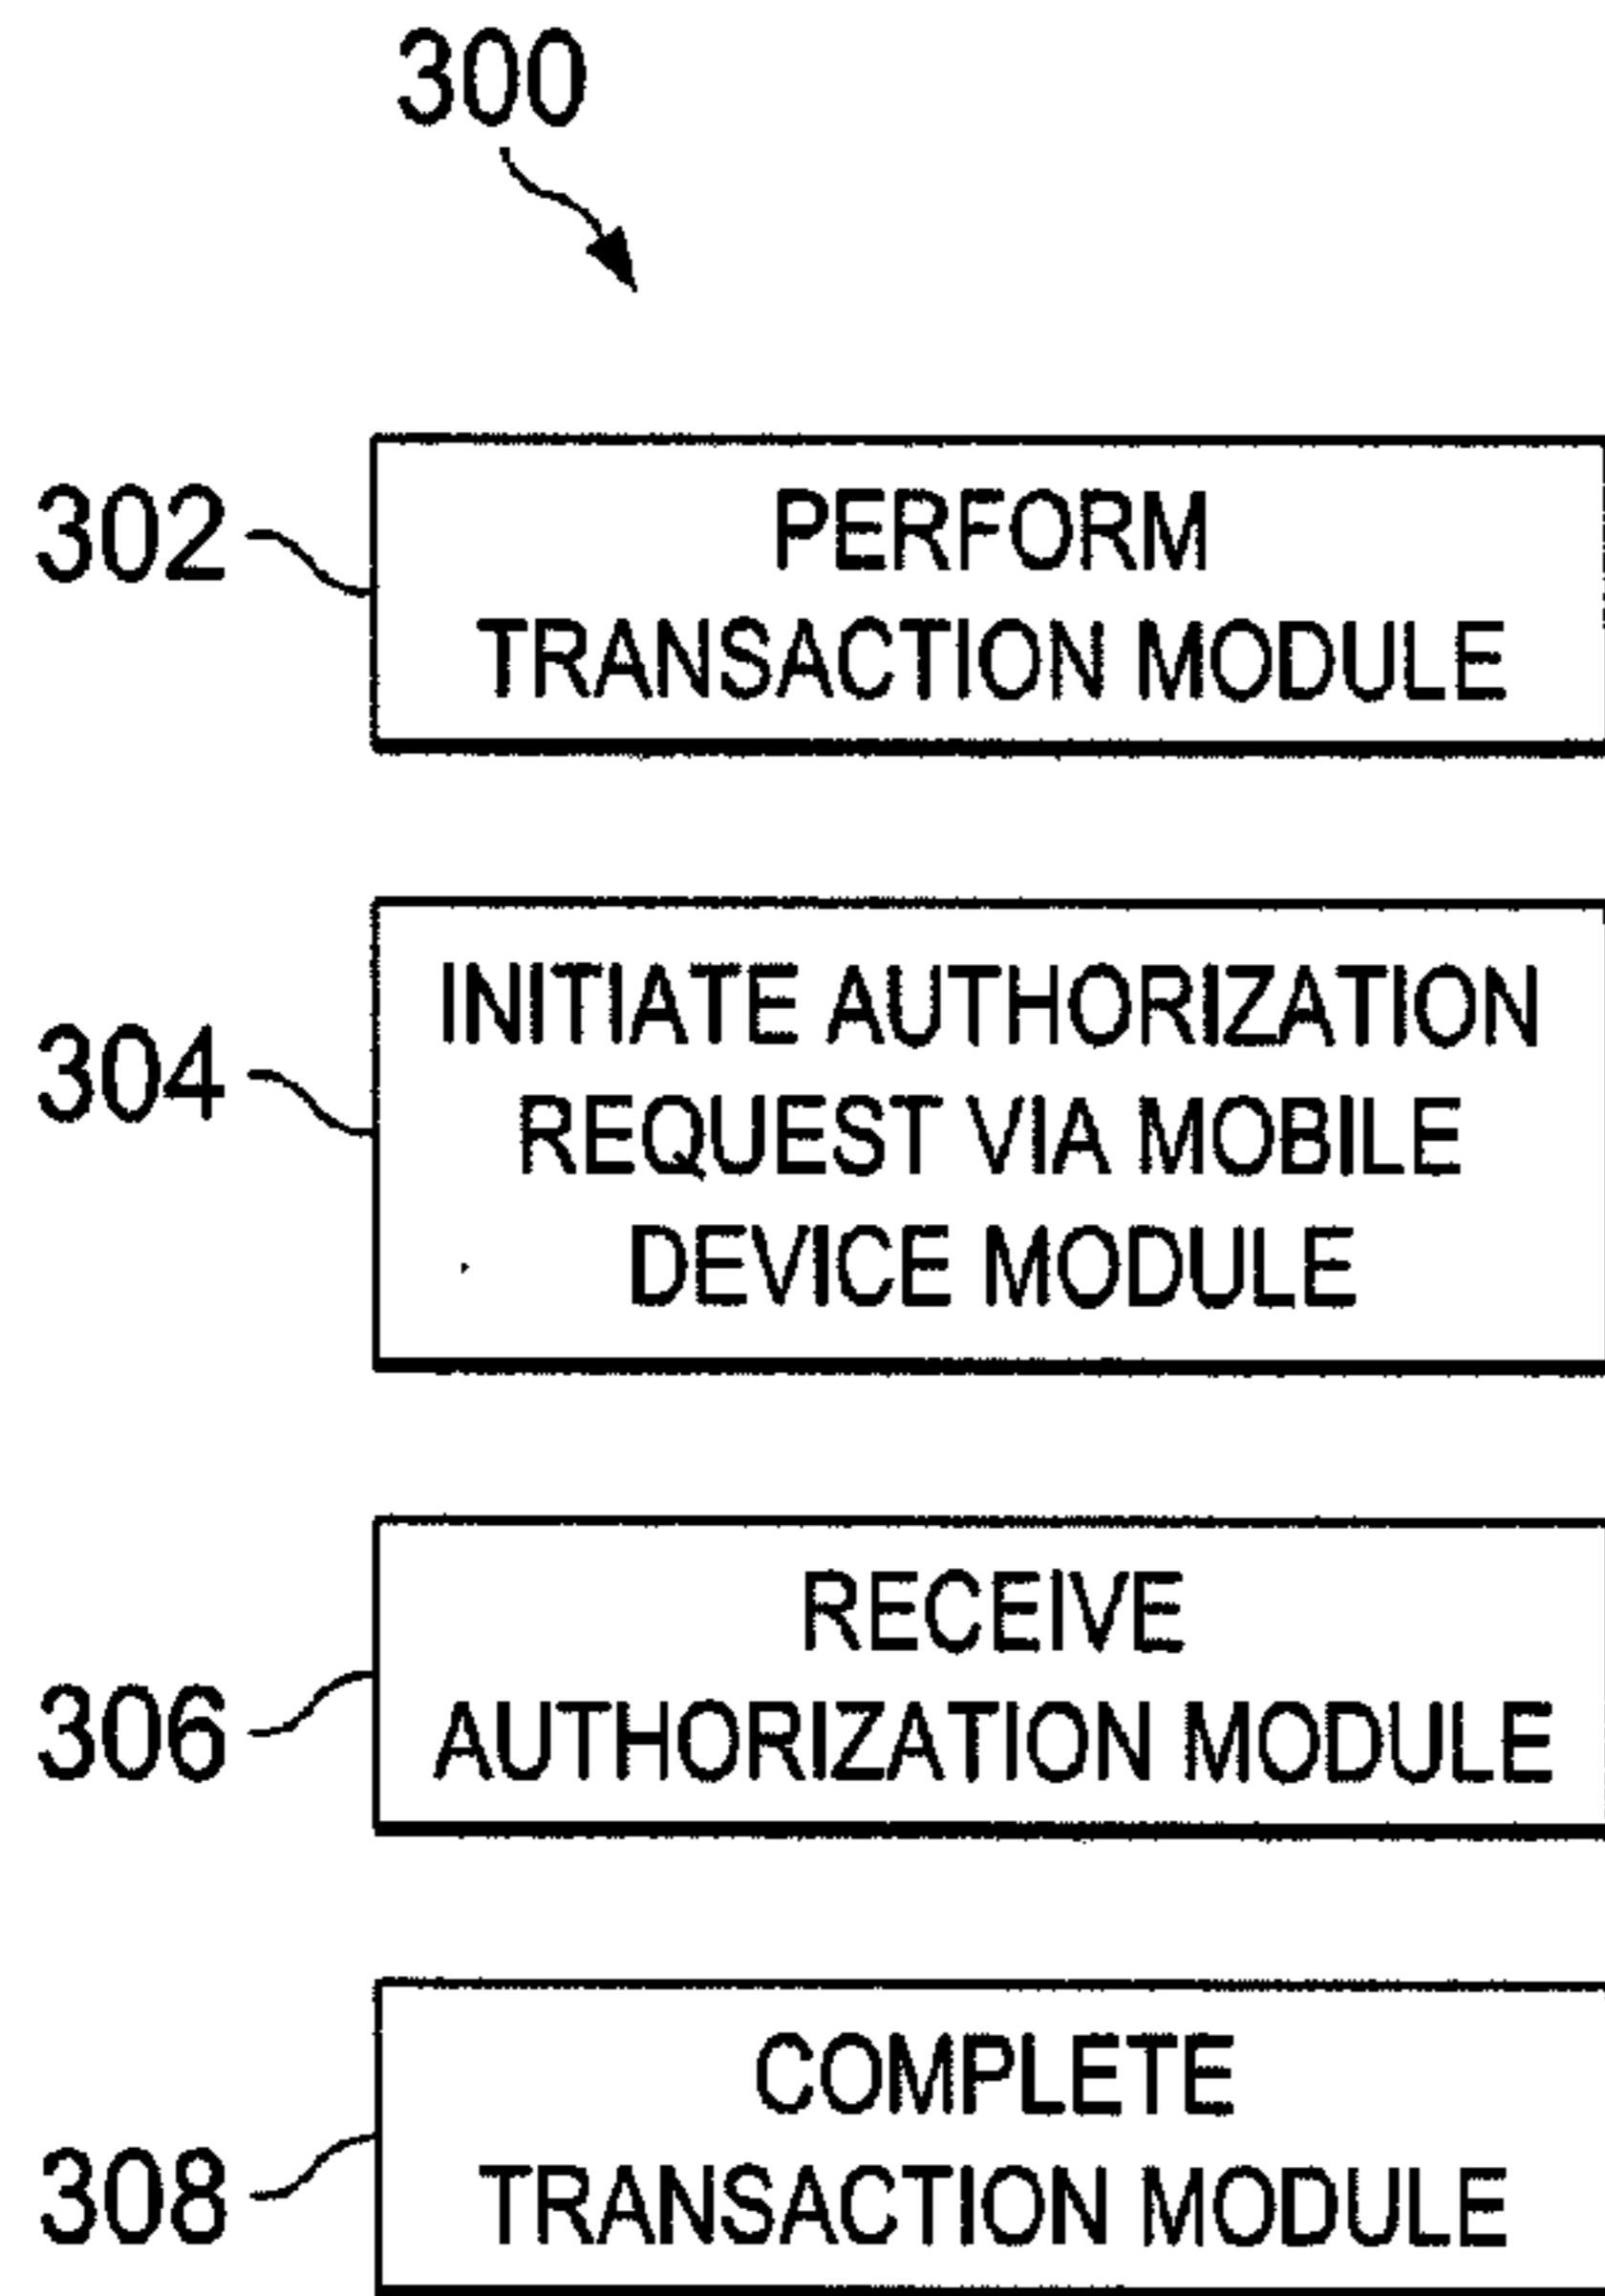 300
302
PERFORM
TRANSACTION MODULE
304
INITIATE AUTHORIZATION
REQUEST VIA MOBILE
DEVICE MODULE
306
RECEIVE
AUTHORIZATION MODULE
308
COMPLETE
TRANSACTION MODULE